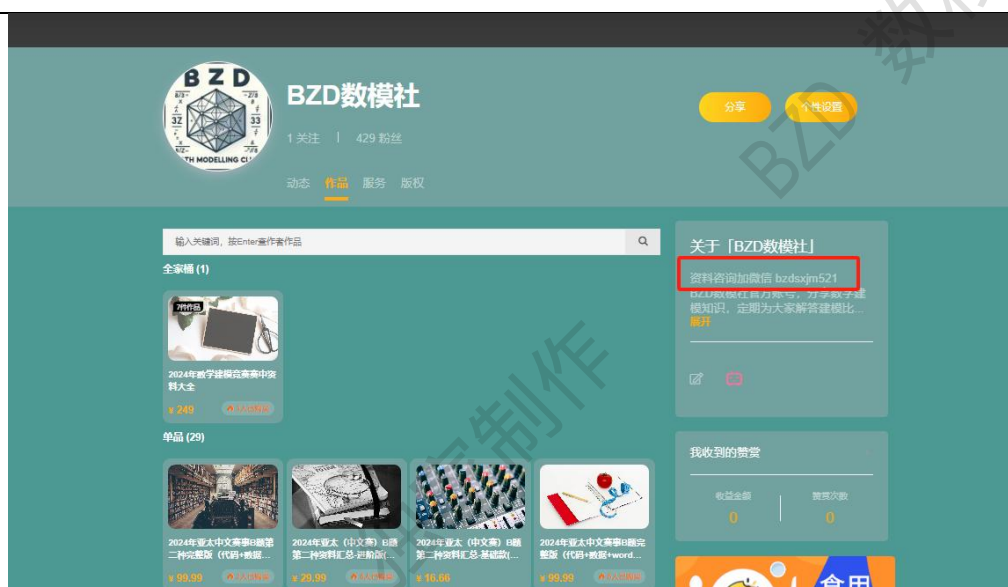 BZD 数模
BZD
32
33
TH MODELLING CL
BZD数模社
1 关注 | 429 粉丝
分享
个性设置
动态 作品 服务 版权
输入关键词，按Enter查作者作品
全家桶 (1)
7件作品
2024年数学建模竞赛赛中资
料大全
¥ 249
单品 (29)
2024年亚太中文赛事B题第
二种完整版（代码+数据...
¥ 99.99
2024年亚太（中文赛）B题
第二种资料汇总-进阶版(...
¥ 29.99
2024年亚太（中文赛）B题
第二种资料汇总-基础款(...
¥ 16.66
2024年亚太中文赛事B题完
整版（代码+数据+word...
¥ 99.99
关于「BZD数模社」
资料咨询加微信 bzdsxjm521
BZD数模社官方账号，分享数学建
模知识，定期为大家解答建模比...
展开
我收到的赞赏
收益金额
0
赞赏次数
0
食用
制作